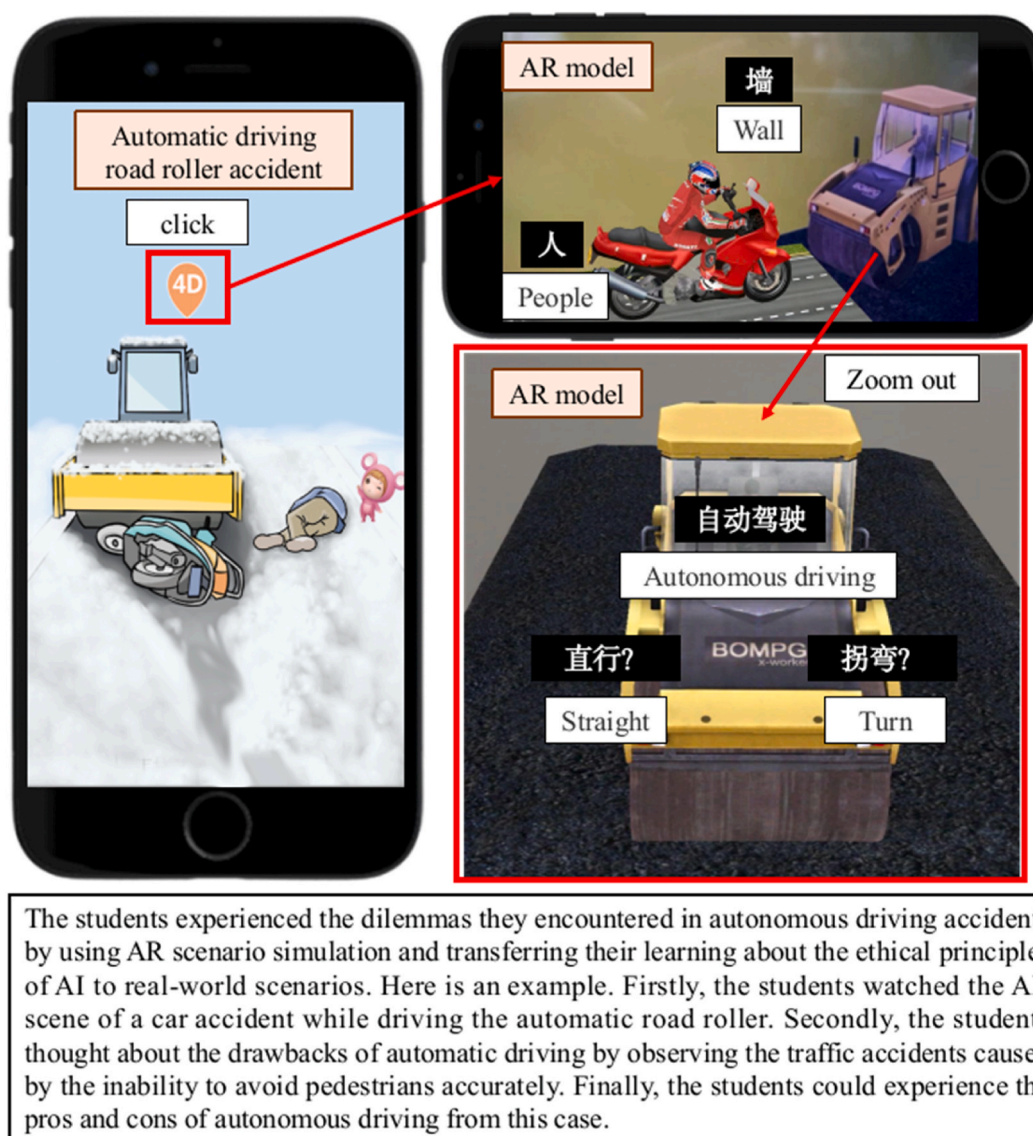 Automatic driving
road roller accident
click
4D
AR model
墙
Wall
人
People
BOMPG
AR model
Zoom out
自动驾驶
Autonomous driving
直行?
BOMPG
x-worker
拐弯?
Straight
Turn
The students experienced the dilemmas they encountered in autonomous driving acciden
by using AR scenario simulation and transferring their learning about the ethical principle
of AI to real-world scenarios. Here is an example. Firstly, the students watched the A
scene of a car accident while driving the automatic road roller. Secondly, the student
thought about the drawbacks of automatic driving by observing the traffic accidents cause
by the inability to avoid pedestrians accurately. Finally, the students could experience th
pros and cons of autonomous driving from this case.